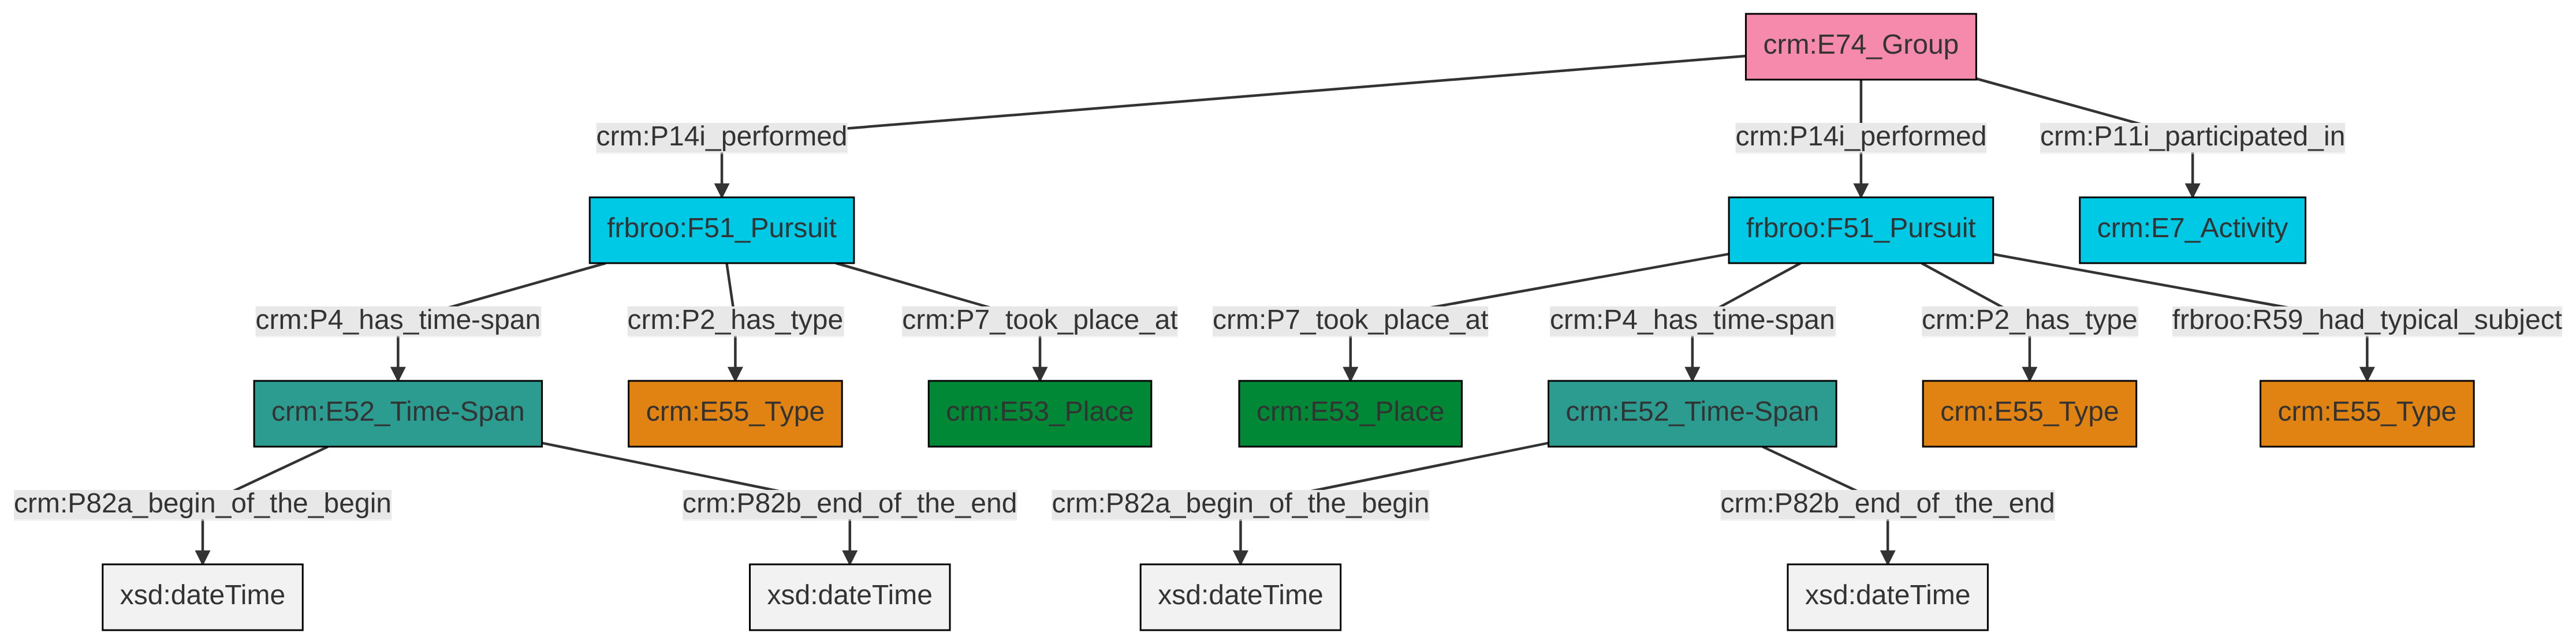 crm:E74_Group
crm:P14i_performed
crm:P14i_performed
crm:P11i_participated_in
frbroo:F51_Pursuit
frbroo:F51_Pursuit
crm:E7_Activity
crm:P4_has_time-span
crm:P2_has_type
crm:P7_took_place_at
crm:P7_took_place_at
crm:P4_has_time-span
crm:P2_has_type
frbroo:R59_had_typical_subject
crm:E52_Time-Span
crm:E55_Type
crm:E53_Place
crm:E53_Place
crm:E52_Time-Span
crm:E55_Type
crm:E55_Type
crm:P82a_begin_of_the_begin
crm:P82b_end_of_the_end
crm:P82a_begin_of_the_begin
crm:P82b_end_of_the_end
xsd:dateTime
xsd:dateTime
xsd:dateTime
xsd:dateTime